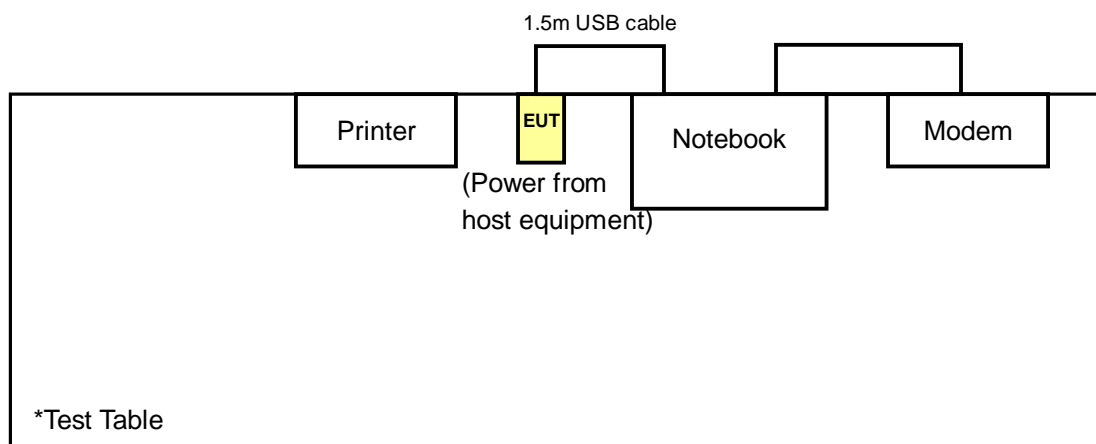 1.5m USB cable
Printer
EUT
Notebook
Modem
(Power from
host equipment)
*Test Table